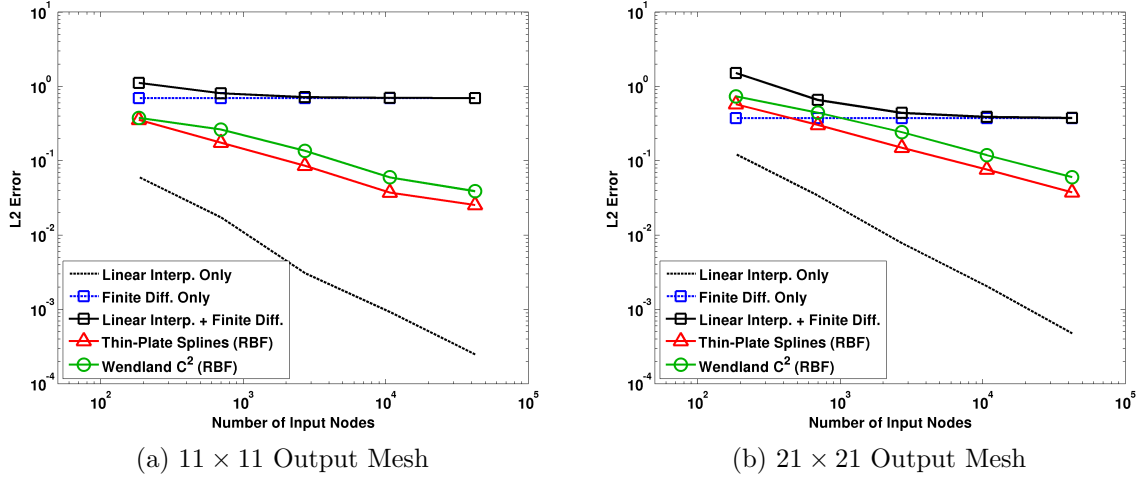 10^1
10^0
10^-1
10^-2
10^-3
10^-4
L2 Error
10^2 10^3 10^4 10^5
Number of Input Nodes
Linear Interp. Only
Finite Diff. Only
Linear Interp. + Finite Diff.
Thin-Plate Splines (RBF)
Wendland C^2 (RBF)
(a) 11 × 11 Output Mesh
10^1
10^0
10^-1
10^-2
10^-3
10^-4
L2 Error
10^2 10^3 10^4 10^5
Number of Input Nodes
Linear Interp. Only
Finite Diff. Only
Linear Interp. + Finite Diff.
Thin-Plate Splines (RBF)
Wendland C^2 (RBF)
(b) 21 × 21 Output Mesh